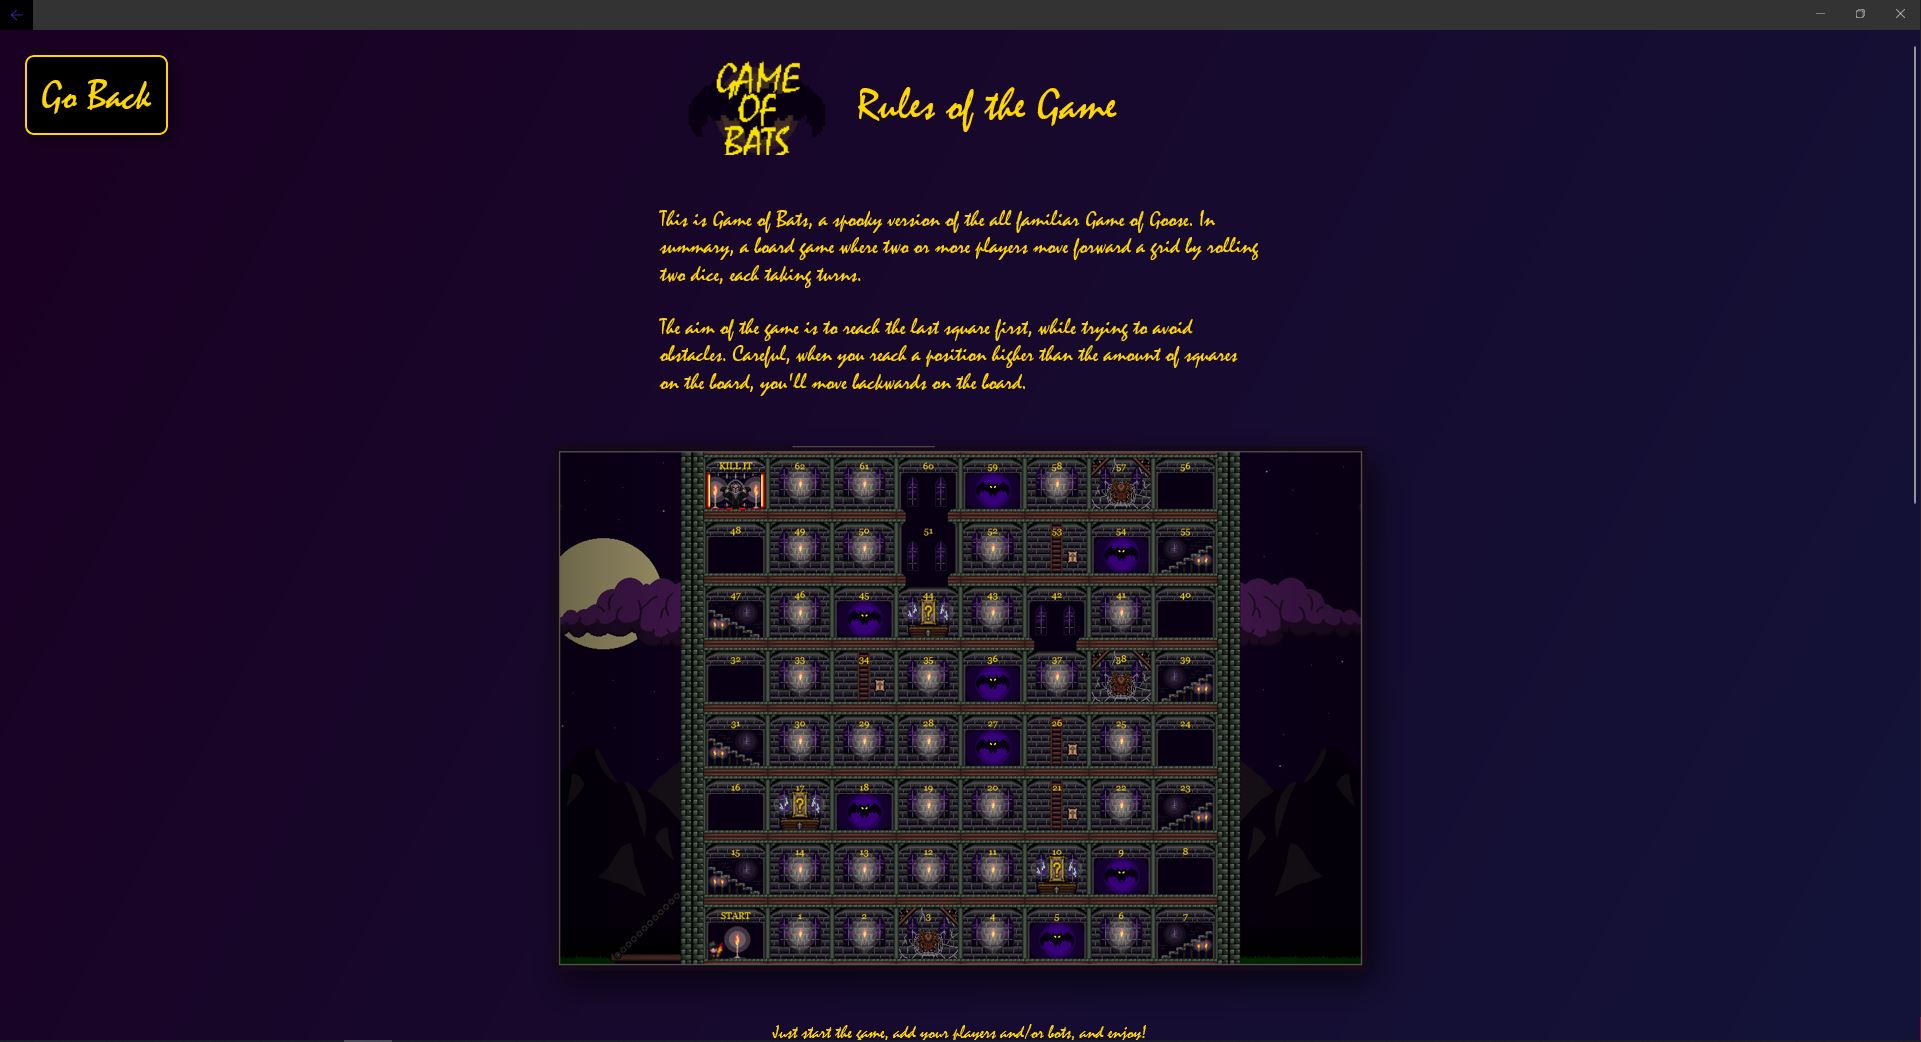 Go Back
GAME
OF
BATS
Rules of the Game
This is Game of Bats, a spooky version of the all familiar Game of Goose. In
summary, a board game where two or more players move forward a grid by rolling
two dice, each taking turns.
The aim of the game is to reach the last square first, while trying to avoid
obstacles. Careful, when you reach a position higher than the amount of squares
on the board, you'll move backwards on the board.
KILL IT 62 61 60 59 58 57 56
48 49 50 51 52 53 54 55
47 46 45 44 43 42 41 40
?
32 33 34 35 36 37 38 39
31 30 29 28 27 26 25 24
16 17 18 19 20 21 22 23
?
15 14 13 12 11 10 9 8
?
START 1 2 3 4 5 6 7
Just start the game, add your players and/or bots, and enjoy!